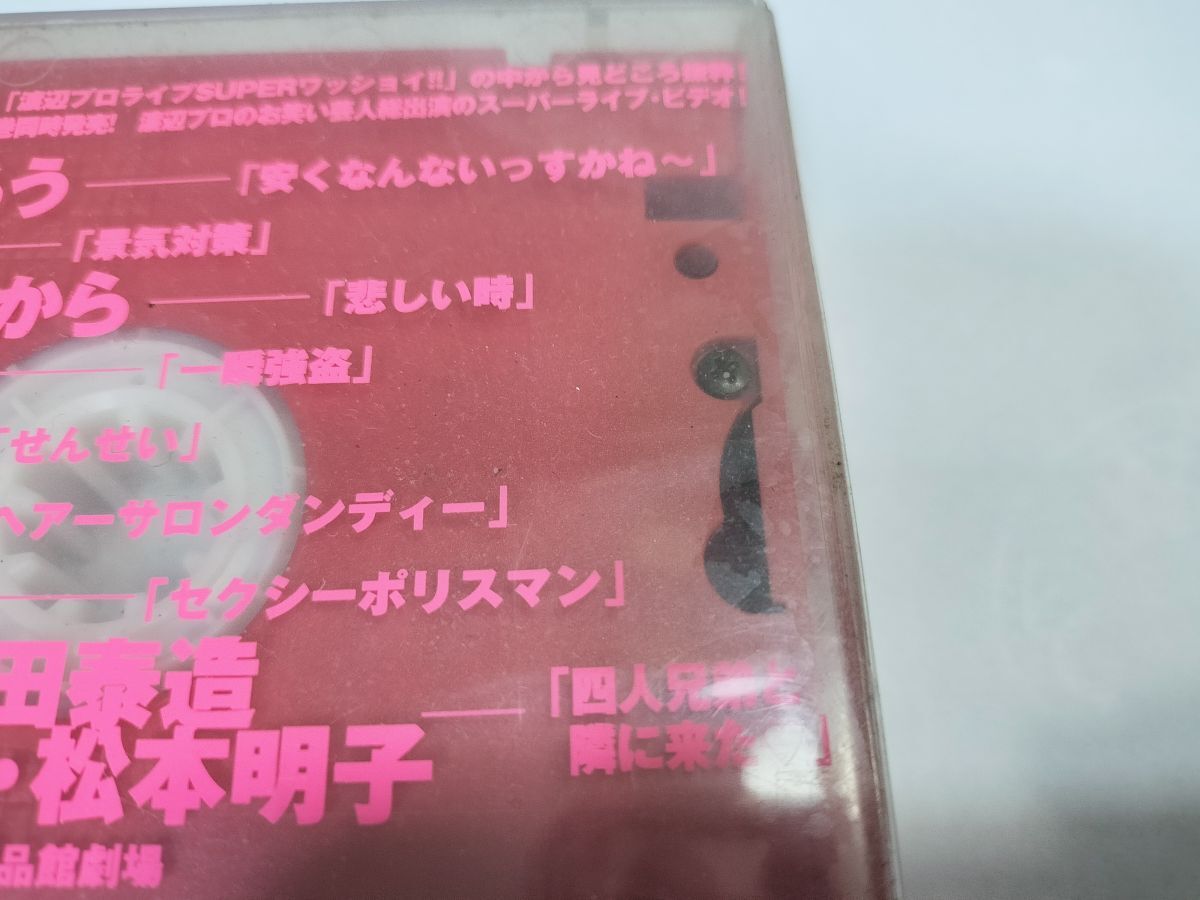 「渡辺プロライブSUPERワッショイ!!」の中から見どころ抜粋!
同時発売! 渡辺プロのお笑い芸人総出演のスーパーライブ・ビデオ!
う 「安くなんないっすかね〜」
「景気対策」
から 「悲しい時」
「一瞬強盗」
「せんせい」
ヘアーサロンダンディー」
「セクシーポリスマン」
田泰造
・松本明子
「四人兄弟と
隣に来た 」
品館劇場